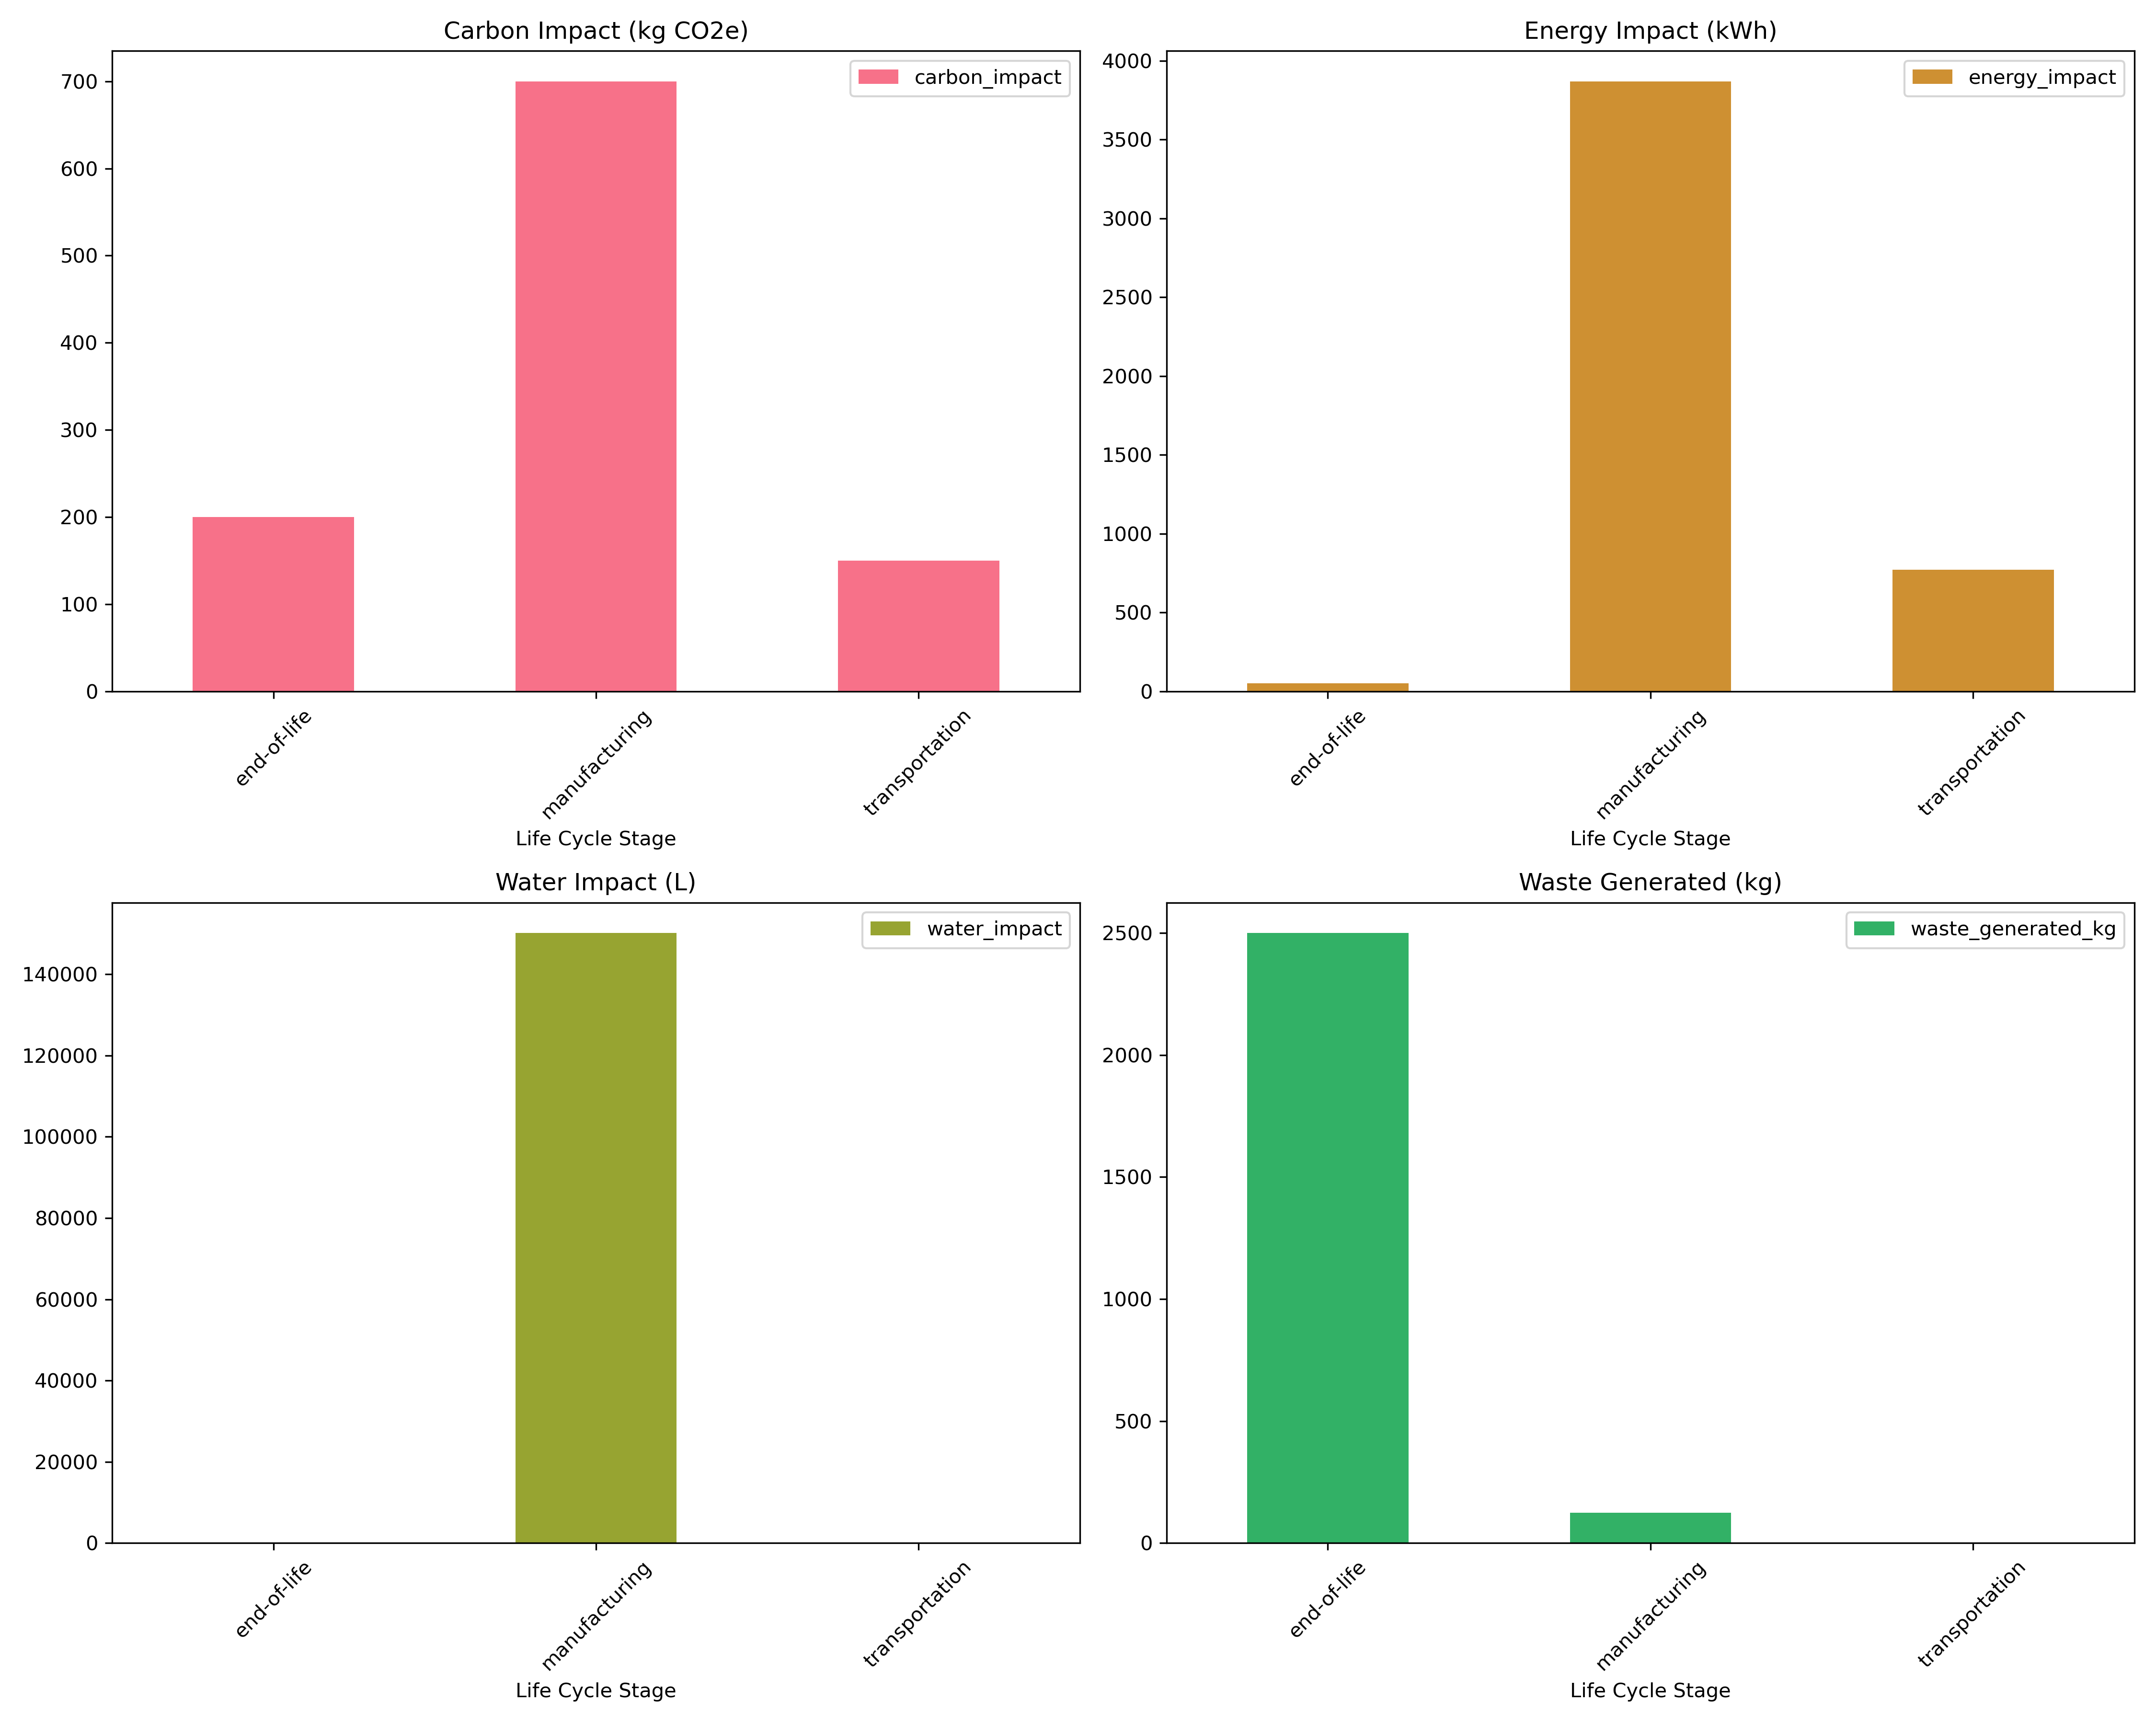 Carbon Impact (kg CO2e)
carbon_impact
700
600
500
400
300
200
100
0
end-of-life
manufacturing
transportation
Life Cycle Stage
Energy Impact (kWh)
energy_impact
4000
3500
3000
2500
2000
1500
1000
500
0
end-of-life
manufacturing
transportation
Life Cycle Stage
Water Impact (L)
water_impact
140000
120000
100000
80000
60000
40000
20000
0
end-of-life
manufacturing
transportation
Life Cycle Stage
Waste Generated (kg)
waste_generated_kg
2500
2000
1500
1000
500
0
end-of-life
manufacturing
transportation
Life Cycle Stage